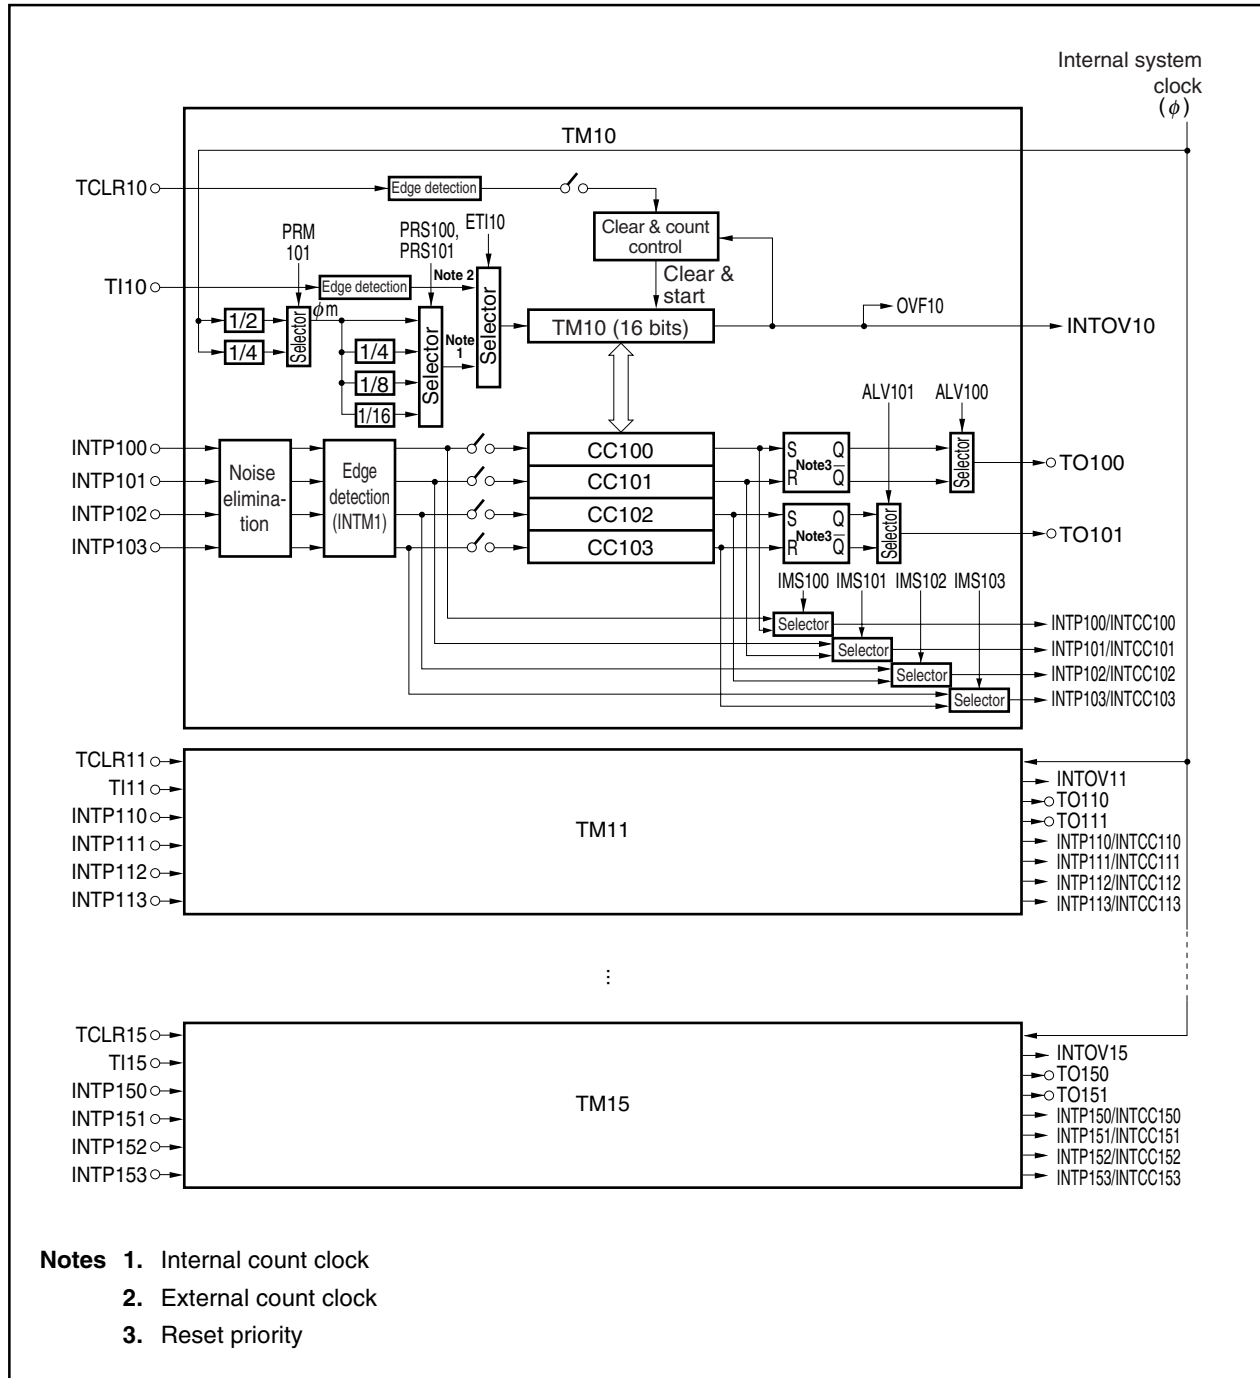 Internal system
clock
(ϕ)
TM10
TCLR10
Edge detection
Clear & count
control
PRM
101
PRS100,
PRS101
ETI10
TI10
Edge detection
Note 2
Clear &
start
OVF10
1/2
1/4
Selector
ϕm
1/4
1/8
1/16
Selector
Note
1
Selector
TM10 (16 bits)
INTOV10
ALV101
ALV100
INTP100
INTP101
INTP102
INTP103
Noise
elimina-
tion
Edge
detection
(INTM1)
CC100
CC101
CC102
CC103
S Q
Note3
R Q
Selector
TO100
S Q
Note3
R Q
Selector
TO101
IMS100 IMS101 IMS102 IMS103
Selector
INTP100/INTCC100
Selector
INTP101/INTCC101
Selector
INTP102/INTCC102
Selector
INTP103/INTCC103
TCLR11
TI11
INTP110
INTP111
INTP112
INTP113
TM11
INTOV11
TO110
TO111
INTP110/INTCC110
INTP111/INTCC111
INTP112/INTCC112
INTP113/INTCC113
...
TCLR15
TI15
INTP150
INTP151
INTP152
INTP153
TM15
INTOV15
TO150
TO151
INTP150/INTCC150
INTP151/INTCC151
INTP152/INTCC152
INTP153/INTCC153
Notes 1. Internal count clock
2. External count clock
3. Reset priority